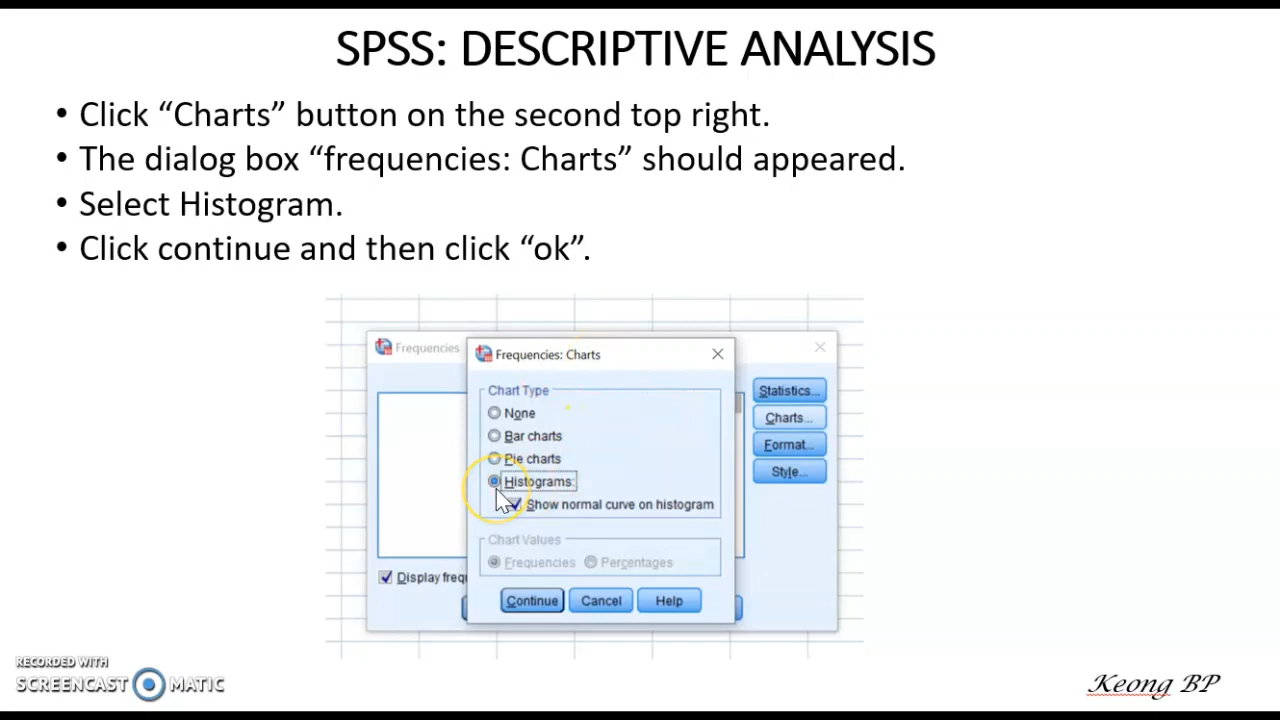 SPSS: DESCRIPTIVE ANALYSIS
• Click “Charts” button on the second top right.
• The dialog box “frequencies: Charts” should appeared.
• Select Histogram.
• Click continue and then click “ok”.
Frequencies
Frequencies: Charts
Chart Type
None
Bar charts
Pie charts
Histograms:
Show normal curve on histogram
Chart Values
Frequencies Percentages
Continue Cancel Help
Statistics...
Charts...
Format...
Style...
Display frequ
RECORDED WITH
SCREENCAST MATIC
Keong BP